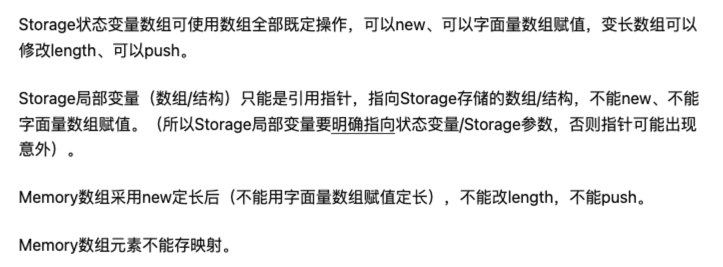 Storage状态变量数组可使用数组全部既定操作，可以new、可以字面量数组赋值，变长数组可以
修改length、可以push。
Storage局部变量（数组/结构）只能是引用指针，指向Storage存储的数组/结构，不能new、不能
字面量数组赋值。（所以Storage局部变量要明确指向状态变量/Storage参数，否则指针可能出现
意外）。
Memory数组采用new定长后（不能用字面量数组赋值定长），不能改length，不能push。
Memory数组元素不能存映射。